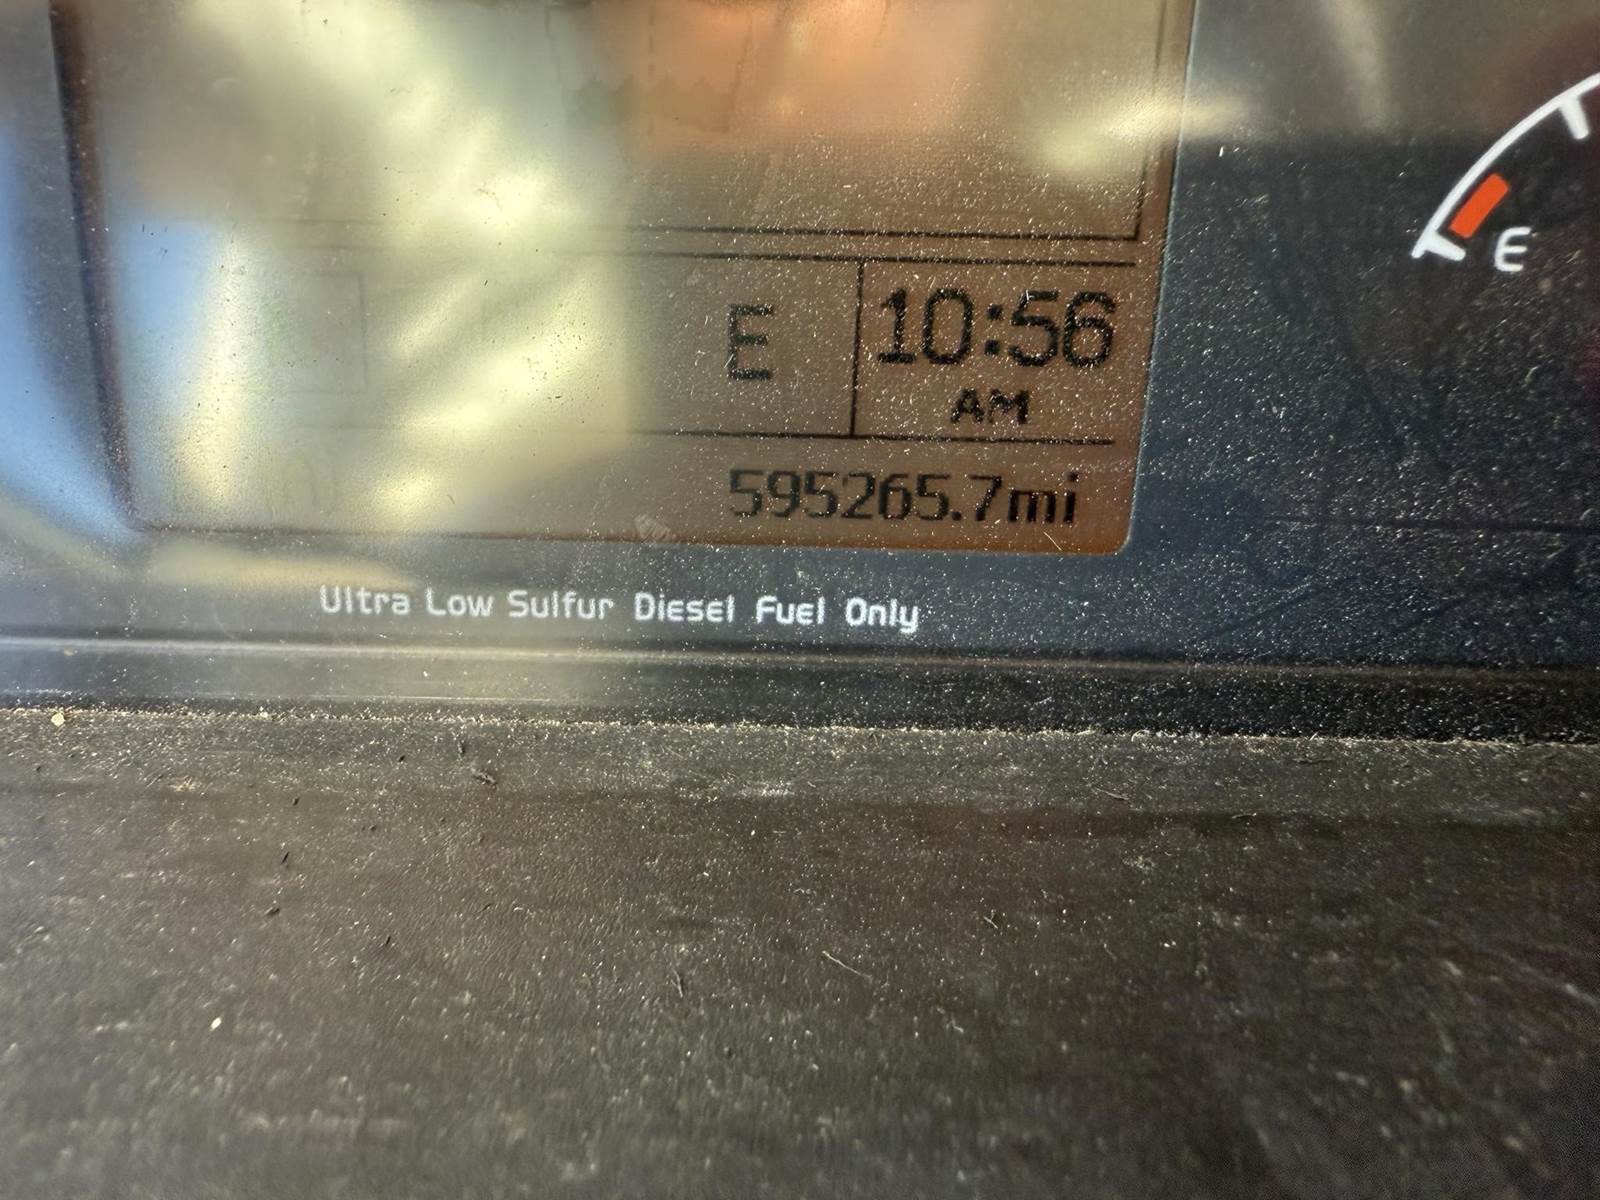 E
E
10:56
AM
595265.7mi
Ultra Low Sulfur Diesel Fuel Only